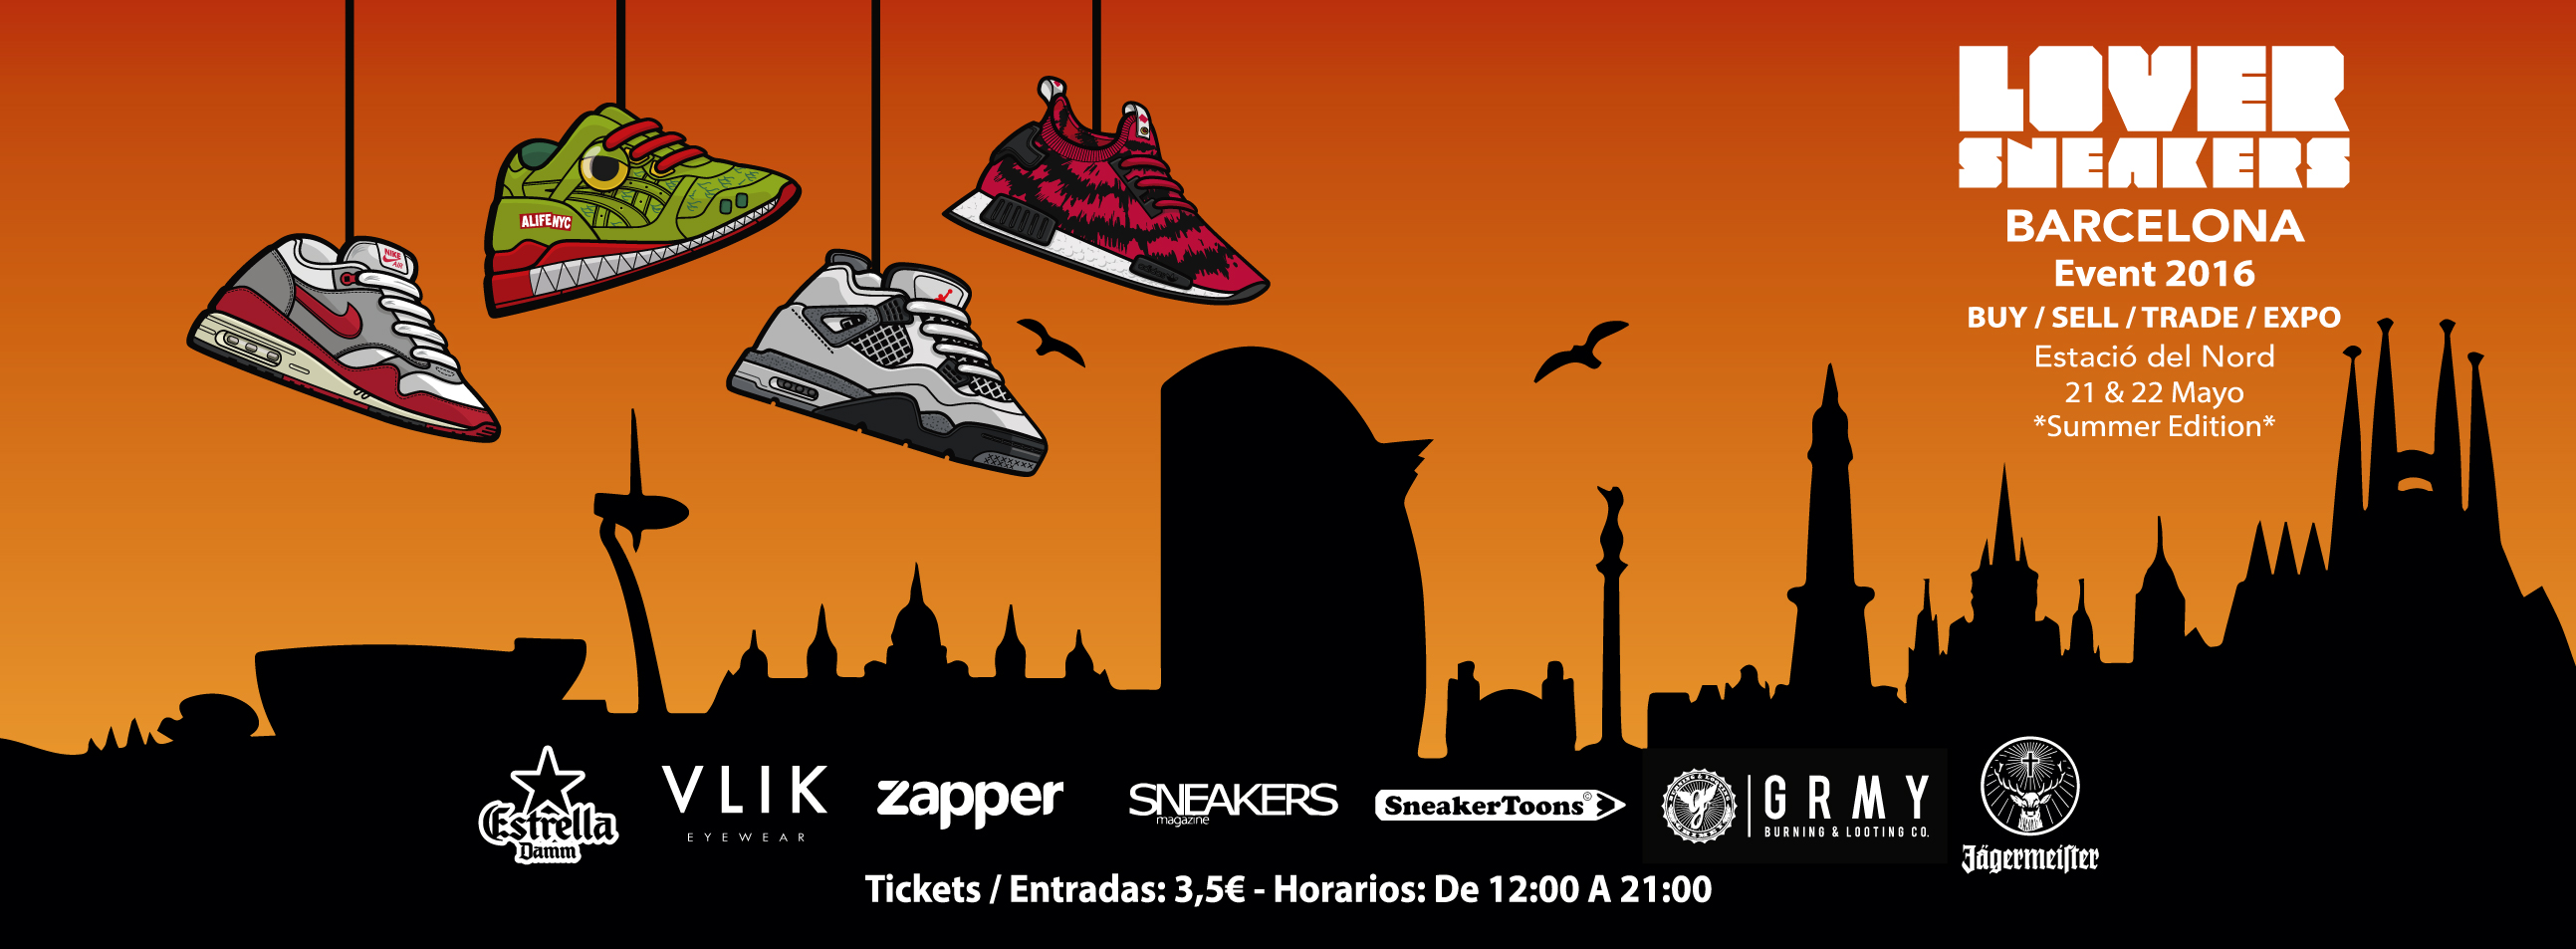 LOVER
SNEAKERS
BARCELONA
Event 2016
BUY / SELL / TRADE / EXPO
Estació del Nord
21 & 22 Mayo
*Summer Edition*
ALIFENYC
NIKE
AIR
adidas
Estrella
Damm
VLIK
EYEWEAR
zapper
SNEAKERS
magazine
SneakerToons©
GRMY
BURNING & LOOTING CO.
Jägermeiſter
Tickets / Entradas: 3,5€ - Horarios: De 12:00 A 21:00